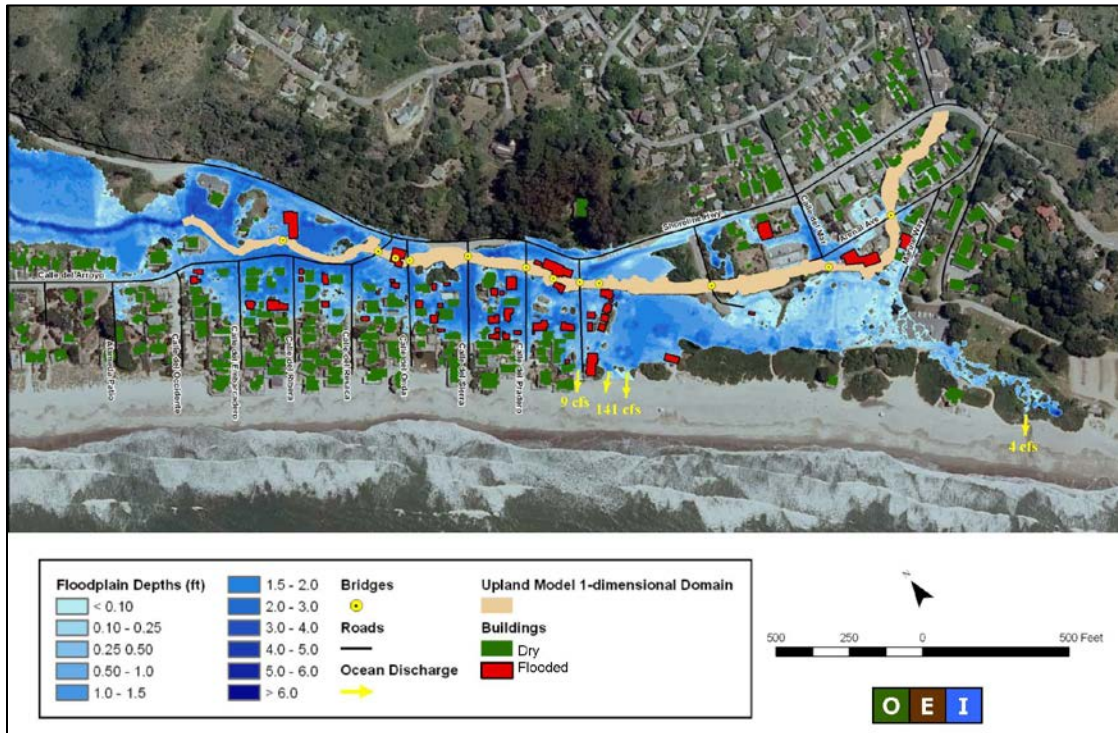 Shoreline Hwy
Calle del Arroyo
Arenal Ave
9 cfs
141 cfs
4 cfs
Calle del Occidente
Calle del Embarcadero
Calle del Ribera
Calle del Resaca
Calle del Onda
Calle del Sierra
Calle del Pradero
Floodplain Depths (ft)
< 0.10
0.10 - 0.25
0.25 0.50
0.50 - 1.0
1.0 - 1.5
1.5 - 2.0
2.0 - 3.0
3.0 - 4.0
4.0 - 5.0
5.0 - 6.0
> 6.0
Bridges
Roads
Ocean Discharge
Upland Model 1-dimensional Domain
Buildings
Dry
Flooded
500 250 0 500 Feet
O E I